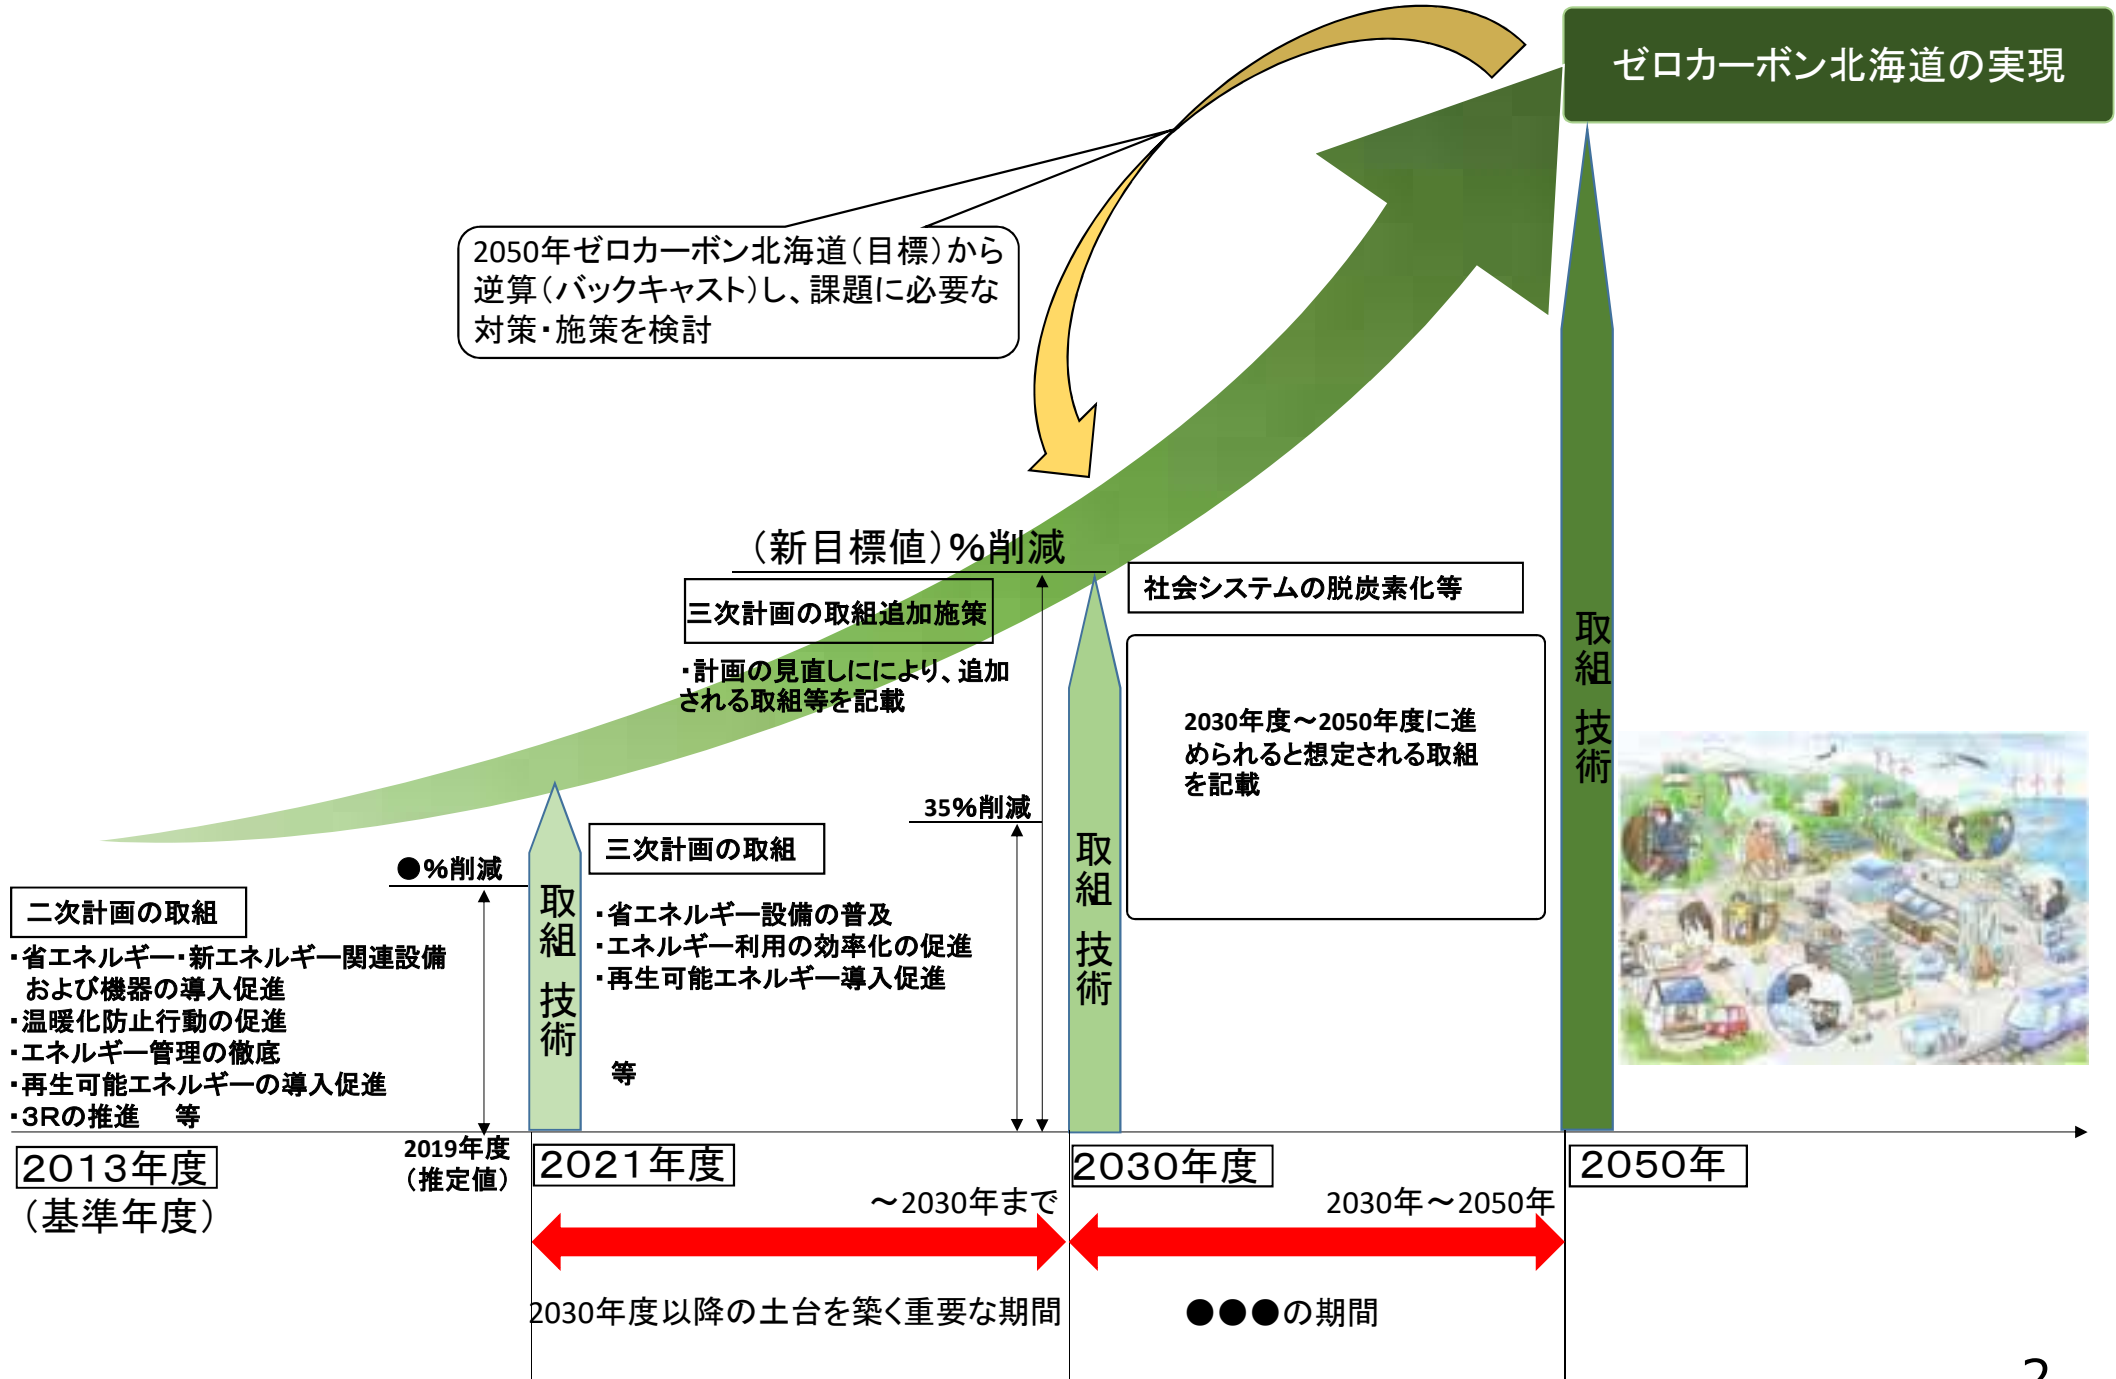 ゼロカーボン北海道の実現
2050年ゼロカーボン北海道（目標）から
逆算（バックキャスト）し、課題に必要な
対策・施策を検討
（新目標値）％削減
三次計画の取組追加施策
・計画の見直しににより、追加
される取組等を記載
社会システムの脱炭素化等
2030年度～2050年度に進
められると想定される取組
を記載
35％削減
●％削減
二次計画の取組
・省エネルギー・新エネルギー関連設備
および機器の導入促進
・温暖化防止行動の促進
・エネルギー管理の徹底
・再生可能エネルギーの導入促進
・３Ｒの推進　等
三次計画の取組
・省エネルギー設備の普及
・エネルギー利用の効率化の促進
・再生可能エネルギー導入促進
等
取組　技術
取組　技術
取組　技術
２０１３年度
（基準年度）
2019年度
（推定値）
２０２１年度
２０３０年度
２０５０年
～2030年まで
2030年～2050年
2030年度以降の土台を築く重要な期間
●●●の期間
2